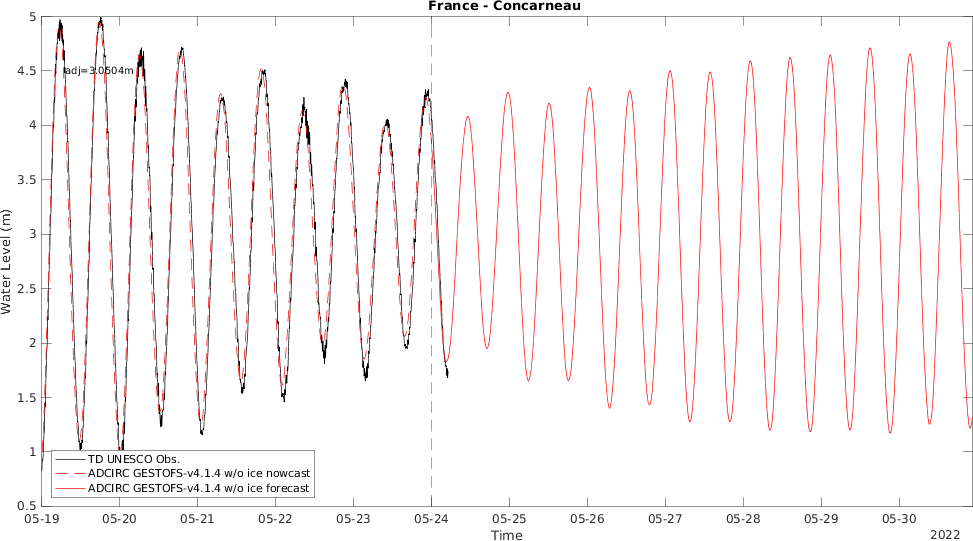 France - Concarneau
5
adj=3.0504m
4.5
4
3.5
3
2.5
2
1.5
1
0.5
Water Level (m)
TD UNESCO Obs.
ADCIRC GESTOFS-v4.1.4 w/o ice nowcast
ADCIRC GESTOFS-v4.1.4 w/o ice forecast
05-19 05-20 05-21 05-22 05-23 05-24 05-25 05-26 05-27 05-28 05-29 05-30
Time
2022